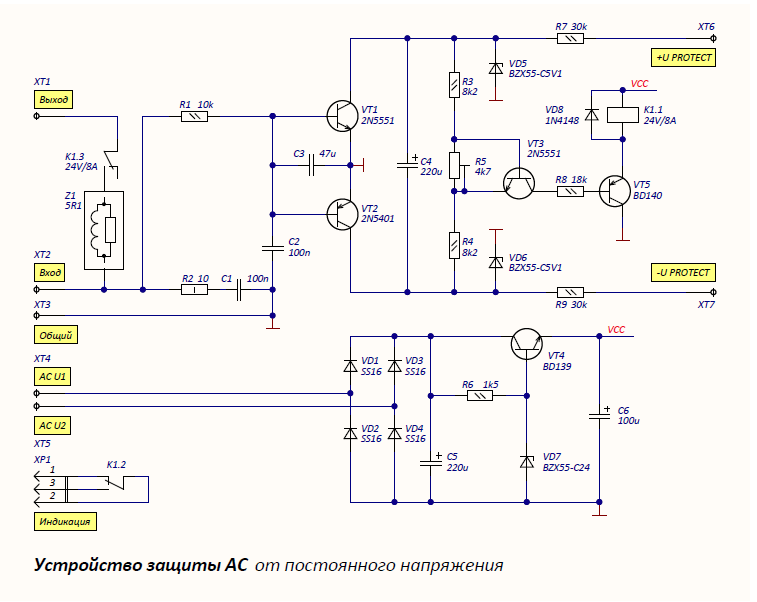 R7 30k
XT6
+U PROTECT
VD5
BZX55-C5V1
VCC
XT1
Выход
R1 10k
VT1
2N5551
R3
8k2
VD8
1N4148
K1.1
24V/8A
K1.3
24V/8A
C3 47u
C4
220u
VT3
2N5551
R5
4k7
R8 18k
VT5
BD140
Z1
5R1
VT2
2N5401
C2
100n
R4
8k2
VD6
BZX55-C5V1
XT2
Вход
R2 10
C1 100n
-U PROTECT
R9 30k
XT7
XT3
Общий
VCC
XT4
AC U1
VD1
SS16
VD3
SS16
VT4
BD139
R6 1k5
AC U2
VD2
SS16
VD4
SS16
C6
100u
XT5
XP1
1
3
2
K1.2
C5
220u
VD7
BZX55-C24
Индикация
Устройство защиты АС от постоянного напряжения